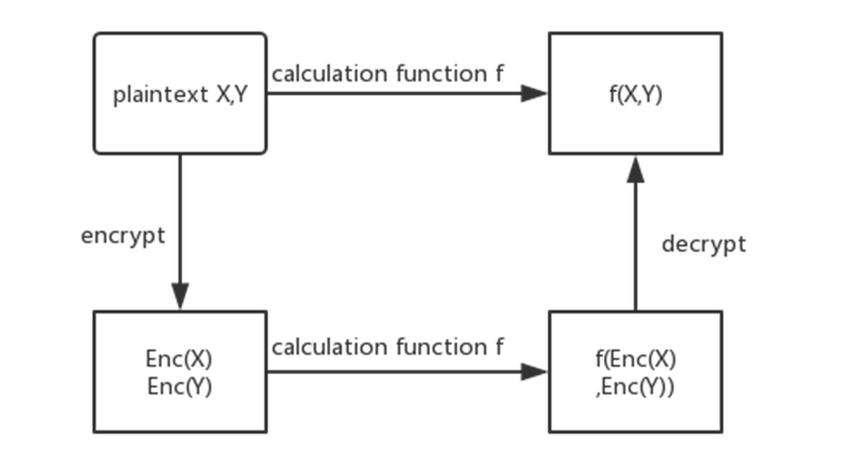 plaintext X,Y
calculation function f
f(X,Y)
encrypt
decrypt
Enc(X)
Enc(Y)
calculation function f
f(Enc(X)
,Enc(Y))